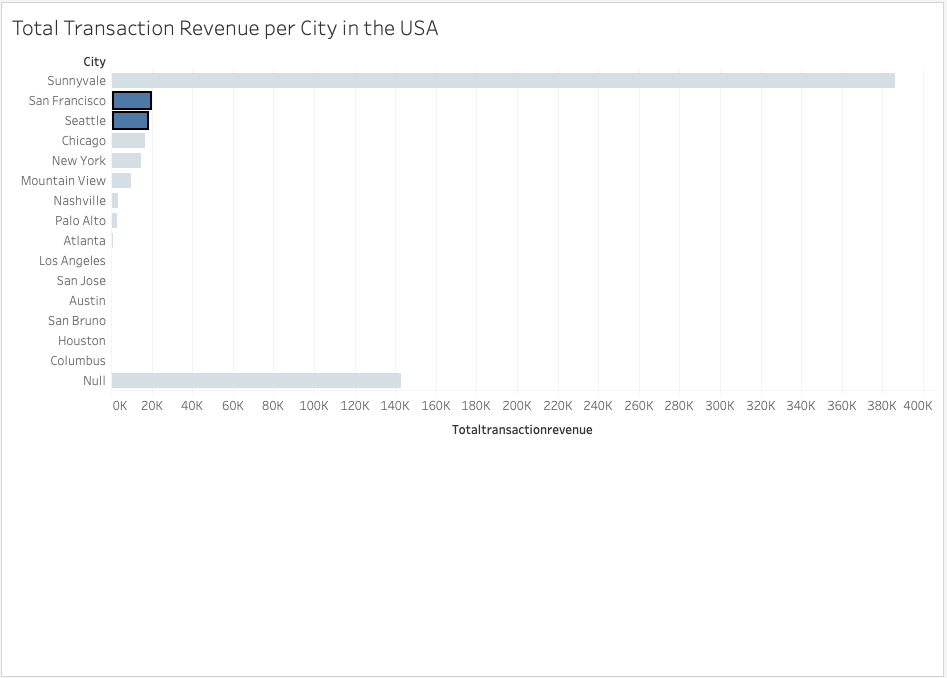 Total Transaction Revenue per City in the USA
City
Sunnyvale
San Francisco
Seattle
Chicago
New York
Mountain View
Nashville
Palo Alto
Atlanta
Los Angeles
San Jose
Austin
San Bruno
Houston
Columbus
Null
0K 20K 40K 60K 80K 100K 120K 140K 160K 180K 200K 220K 240K 260K 280K 300K 320K 340K 360K 380K 400K
Totaltransactionrevenue